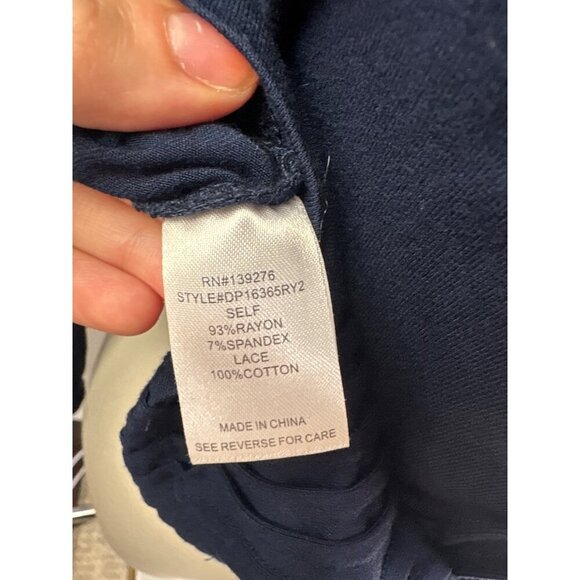 RN#139276
STYLE#DP16365RY2
SELF
93%RAYON
7%SPANDEX
LACE
100%COTTON
MADE IN CHINA
SEE REVERSE FOR CARE